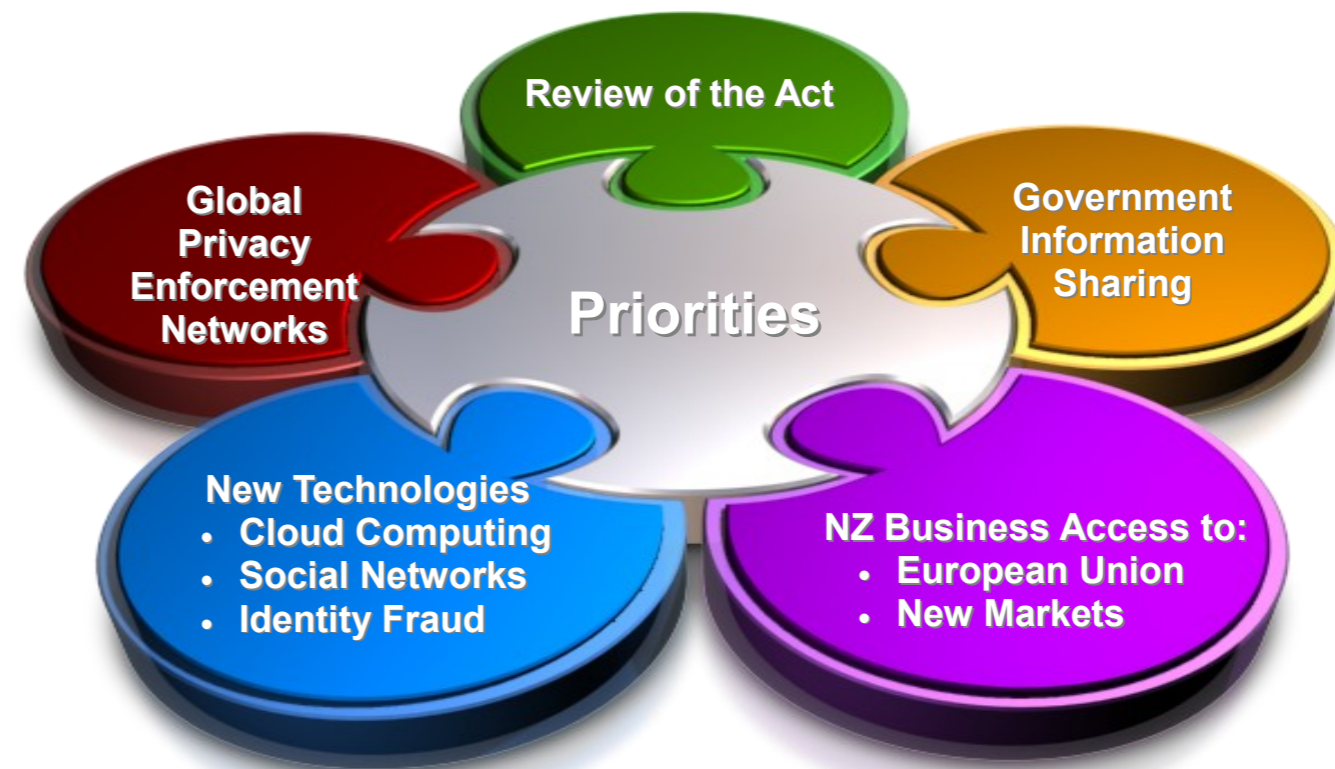 Review of the Act
Global
Privacy
Enforcement
Networks
Government
Information
Sharing
Priorities
New Technologies
• Cloud Computing
• Social Networks
• Identity Fraud
NZ Business Access to:
• European Union
• New Markets